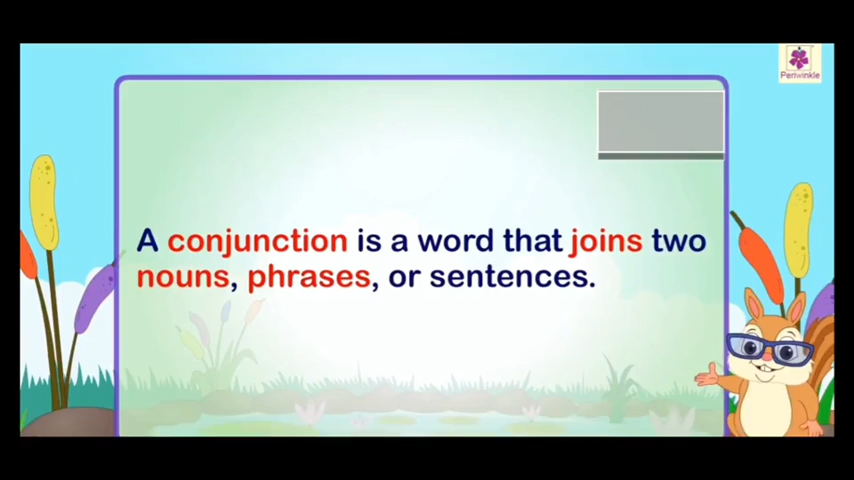 Periwinkle
A conjunction is a word that joins two
nouns, phrases, or sentences.